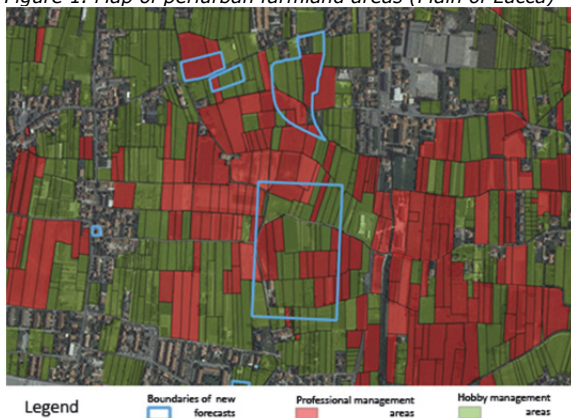 Figure 1. Map of periurban farmland areas (Plain of Lucca)
Legend
Boundaries of new
forecasts
Professional management
areas
Hobby management
areas